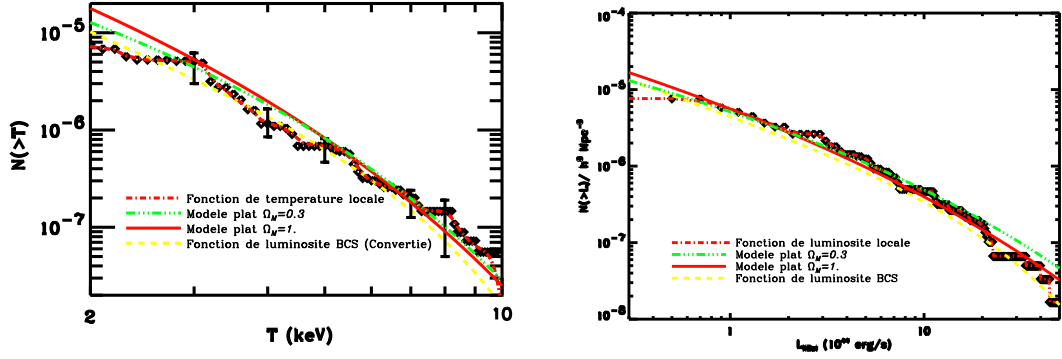 10⁻⁵
10⁻⁶
10⁻⁷
N(>T)
Fonction de temperature locale
Modele plat Ω_M=0.3
Modele plat Ω_M=1.
Fonction de luminosite BCS (Convertie)
2
10
T (keV)
10⁻⁴
10⁻⁵
10⁻⁶
10⁻⁷
10⁻⁸
N(>L)/ h³ Mpc⁻³
Fonction de luminosite locale
Modele plat Ω_M=0.3
Modele plat Ω_M=1.
Fonction de luminosite BCS
1
10
(10⁴⁴ erg/s)